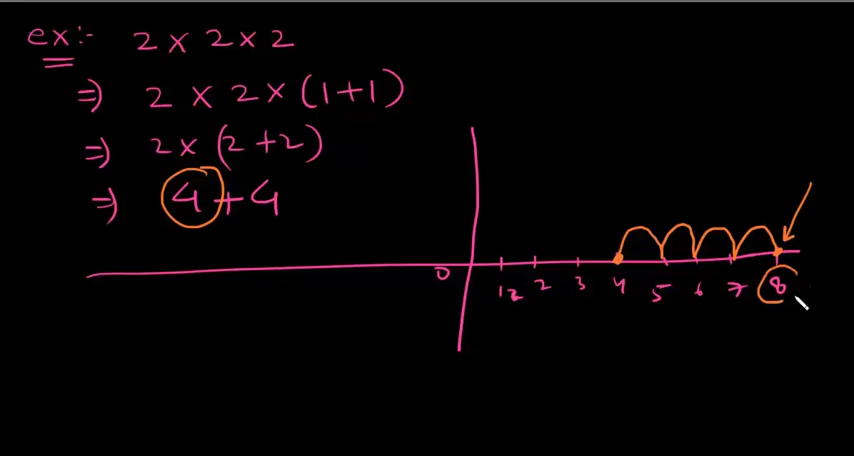 ex:- 2 x 2 x 2
⇒ 2 x 2 x (1+1)
⇒ 2 x (2+2)
⇒ 4+4
0 1 2 2 3 4 5 6 7 8